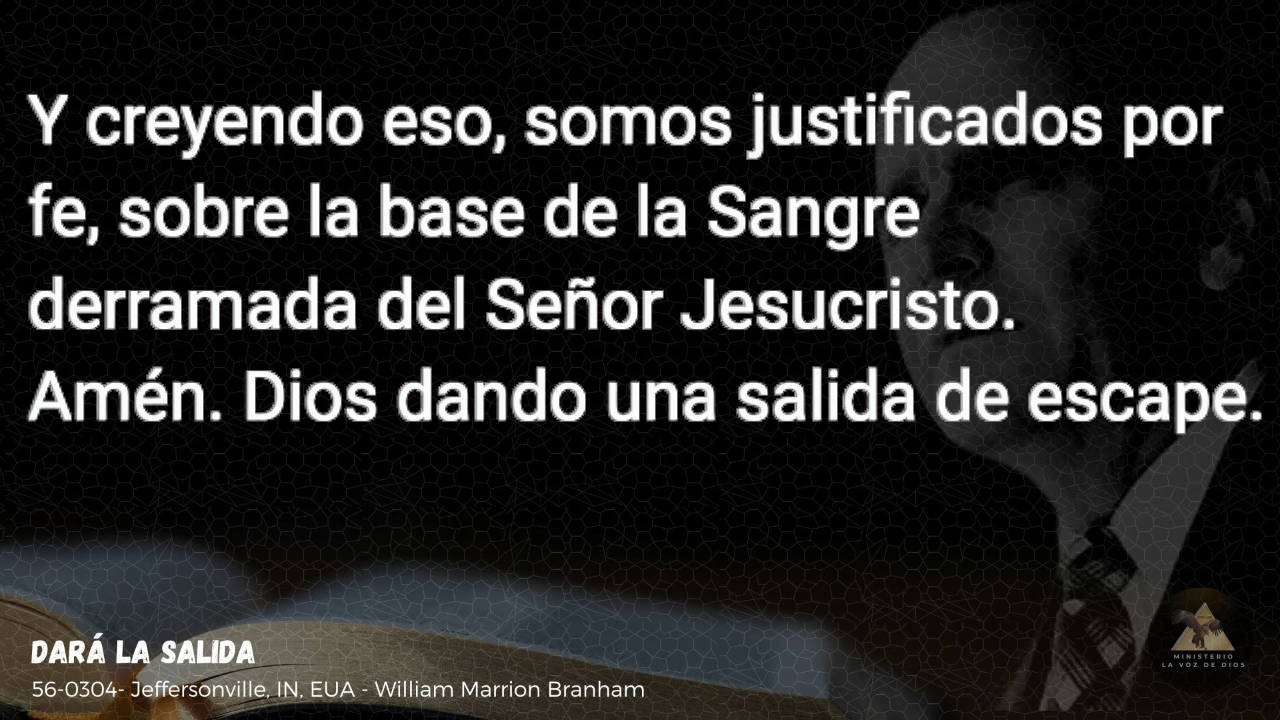 Y creyendo eso, somos justificados por
fe, sobre la base de la Sangre
derramada del Señor Jesucristo.
Amén. Dios dando una salida de escape.
DARÁ LA SALIDA
56-0304- Jeffersonville, IN, EUA - William Marrion Branham
MINISTERIO
LA VOZ DE DIOS